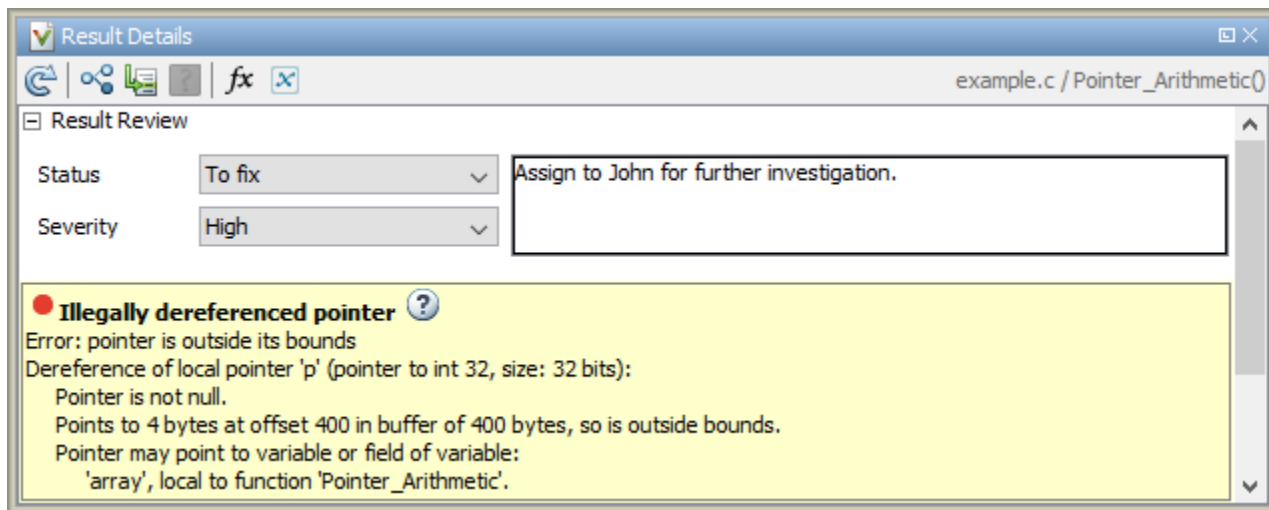 Result Details
fx x example.c / Pointer_Arithmetic()
Result Review
Status To fix Assign to John for further investigation.
Severity High
Illegally dereferenced pointer ?
Error: pointer is outside its bounds
Dereference of local pointer 'p' (pointer to int 32, size: 32 bits):
Pointer is not null.
Points to 4 bytes at offset 400 in buffer of 400 bytes, so is outside bounds.
Pointer may point to variable or field of variable:
'array', local to function 'Pointer_Arithmetic'.